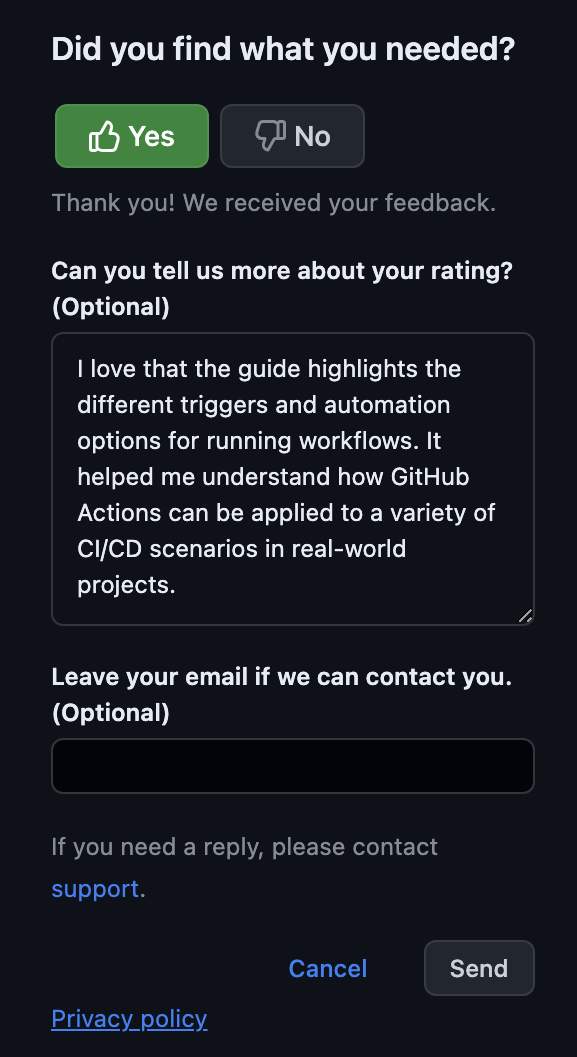 Did you find what you needed?
Yes No
Thank you! We received your feedback.
Can you tell us more about your rating?
(Optional)
I love that the guide highlights the
different triggers and automation
options for running workflows. It
helped me understand how GitHub
Actions can be applied to a variety of
CI/CD scenarios in real-world
projects.
Leave your email if we can contact you.
(Optional)
If you need a reply, please contact
support.
Cancel Send
Privacy policy